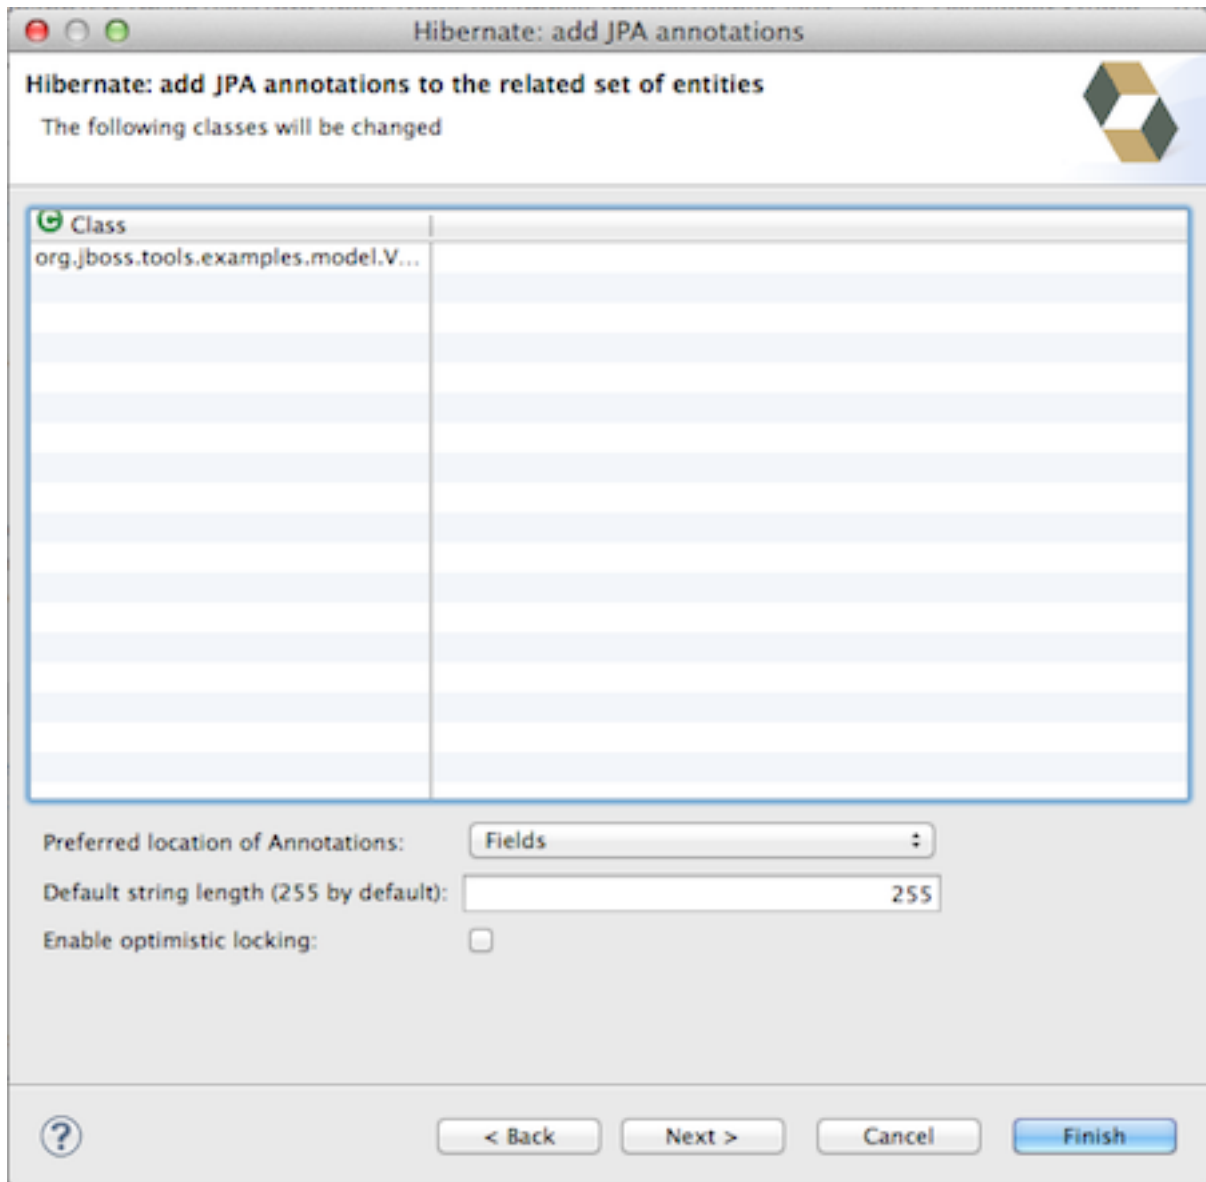 Hibernate: add JPA annotations
Hibernate: add JPA annotations to the related set of entities
The following classes will be changed
C Class
org.jboss.tools.examples.model.V...
Preferred location of Annotations: Fields
Default string length (255 by default): 255
Enable optimistic locking:
? < Back Next > Cancel Finish